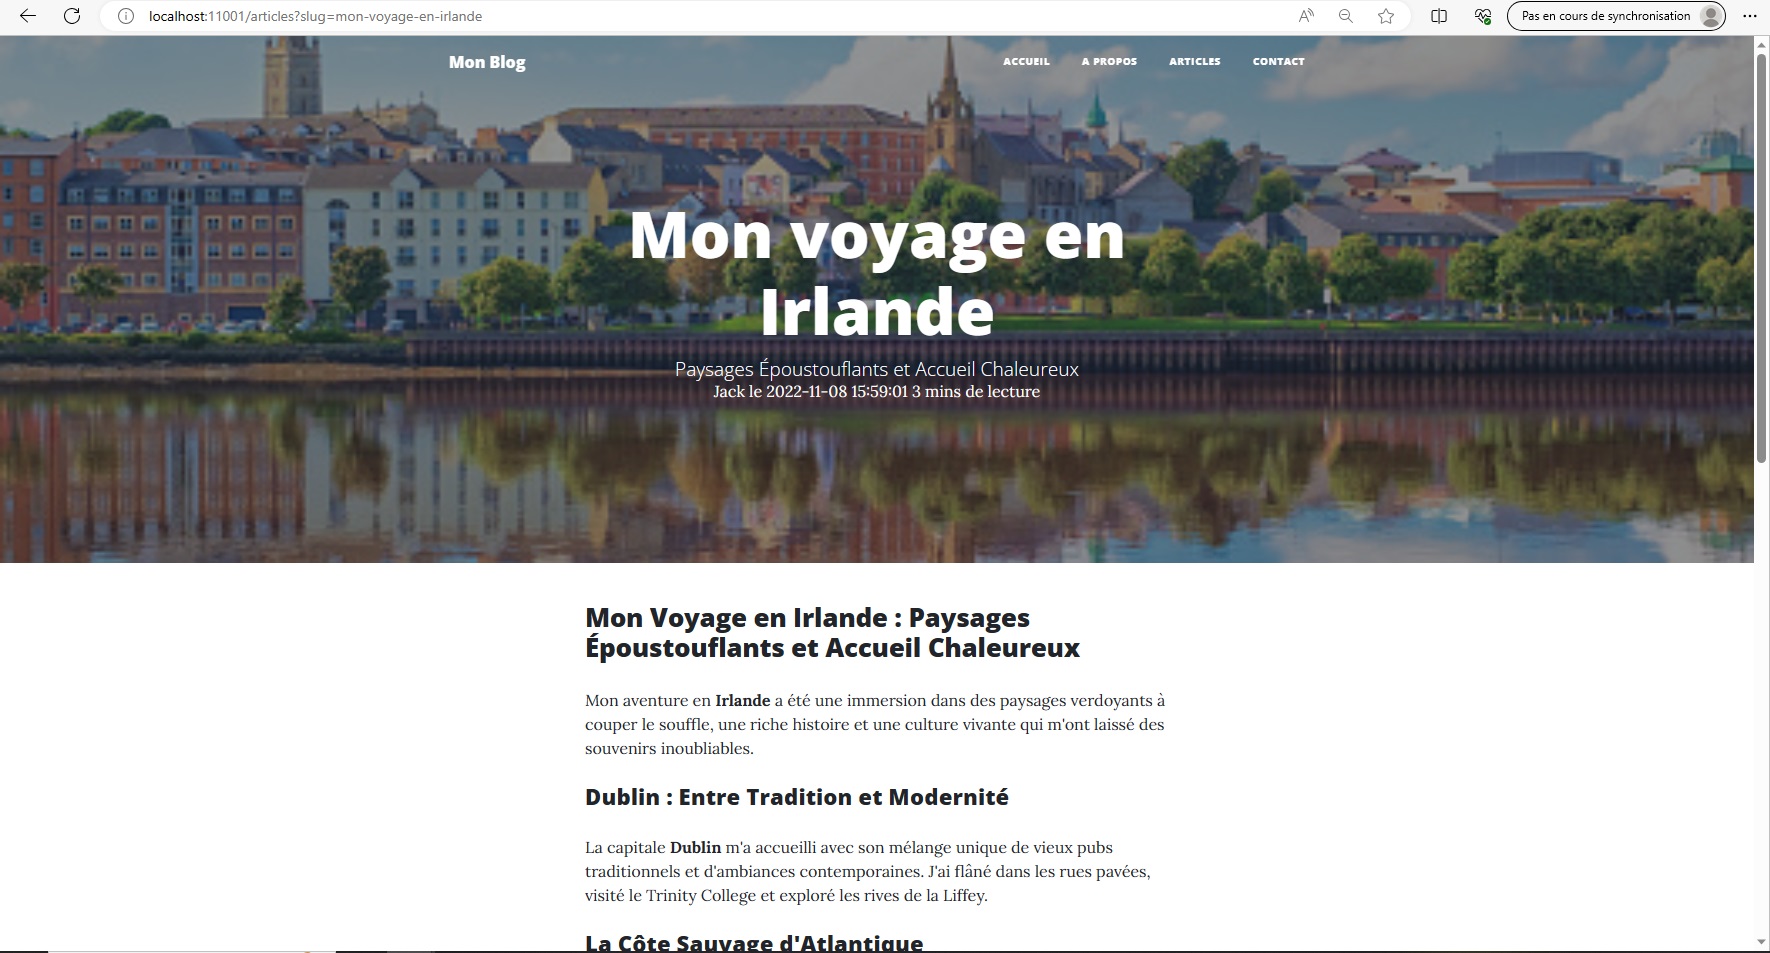 localhost:11001/articles?slug=mon-voyage-en-irlande
Pas en cours de synchronisation
Mon Blog
ACCUEIL
A PROPOS
ARTICLES
CONTACT
Mon voyage en
Irlande
Paysages Époustouflants et Accueil Chaleureux
Jack le 2022-11-08 15:59:01 3 mins de lecture
Mon Voyage en Irlande : Paysages
Époustouflants et Accueil Chaleureux
Mon aventure en Irlande a été une immersion dans des paysages verdoyants à
couper le souffle, une riche histoire et une culture vivante qui m'ont laissé des
souvenirs inoubliables.
Dublin : Entre Tradition et Modernité
La capitale Dublin m'a accueilli avec son mélange unique de vieux pubs
traditionnels et d'ambiances contemporaines. J'ai flâné dans les rues pavées,
visité le Trinity College et exploré les rives de la Liffey.
La Côte Sauvage d'Atlantique